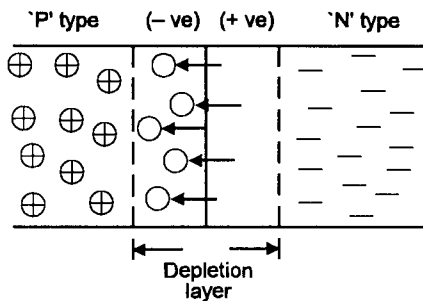 `P' type (– ve) (+ ve) `N' type
Depletion
layer